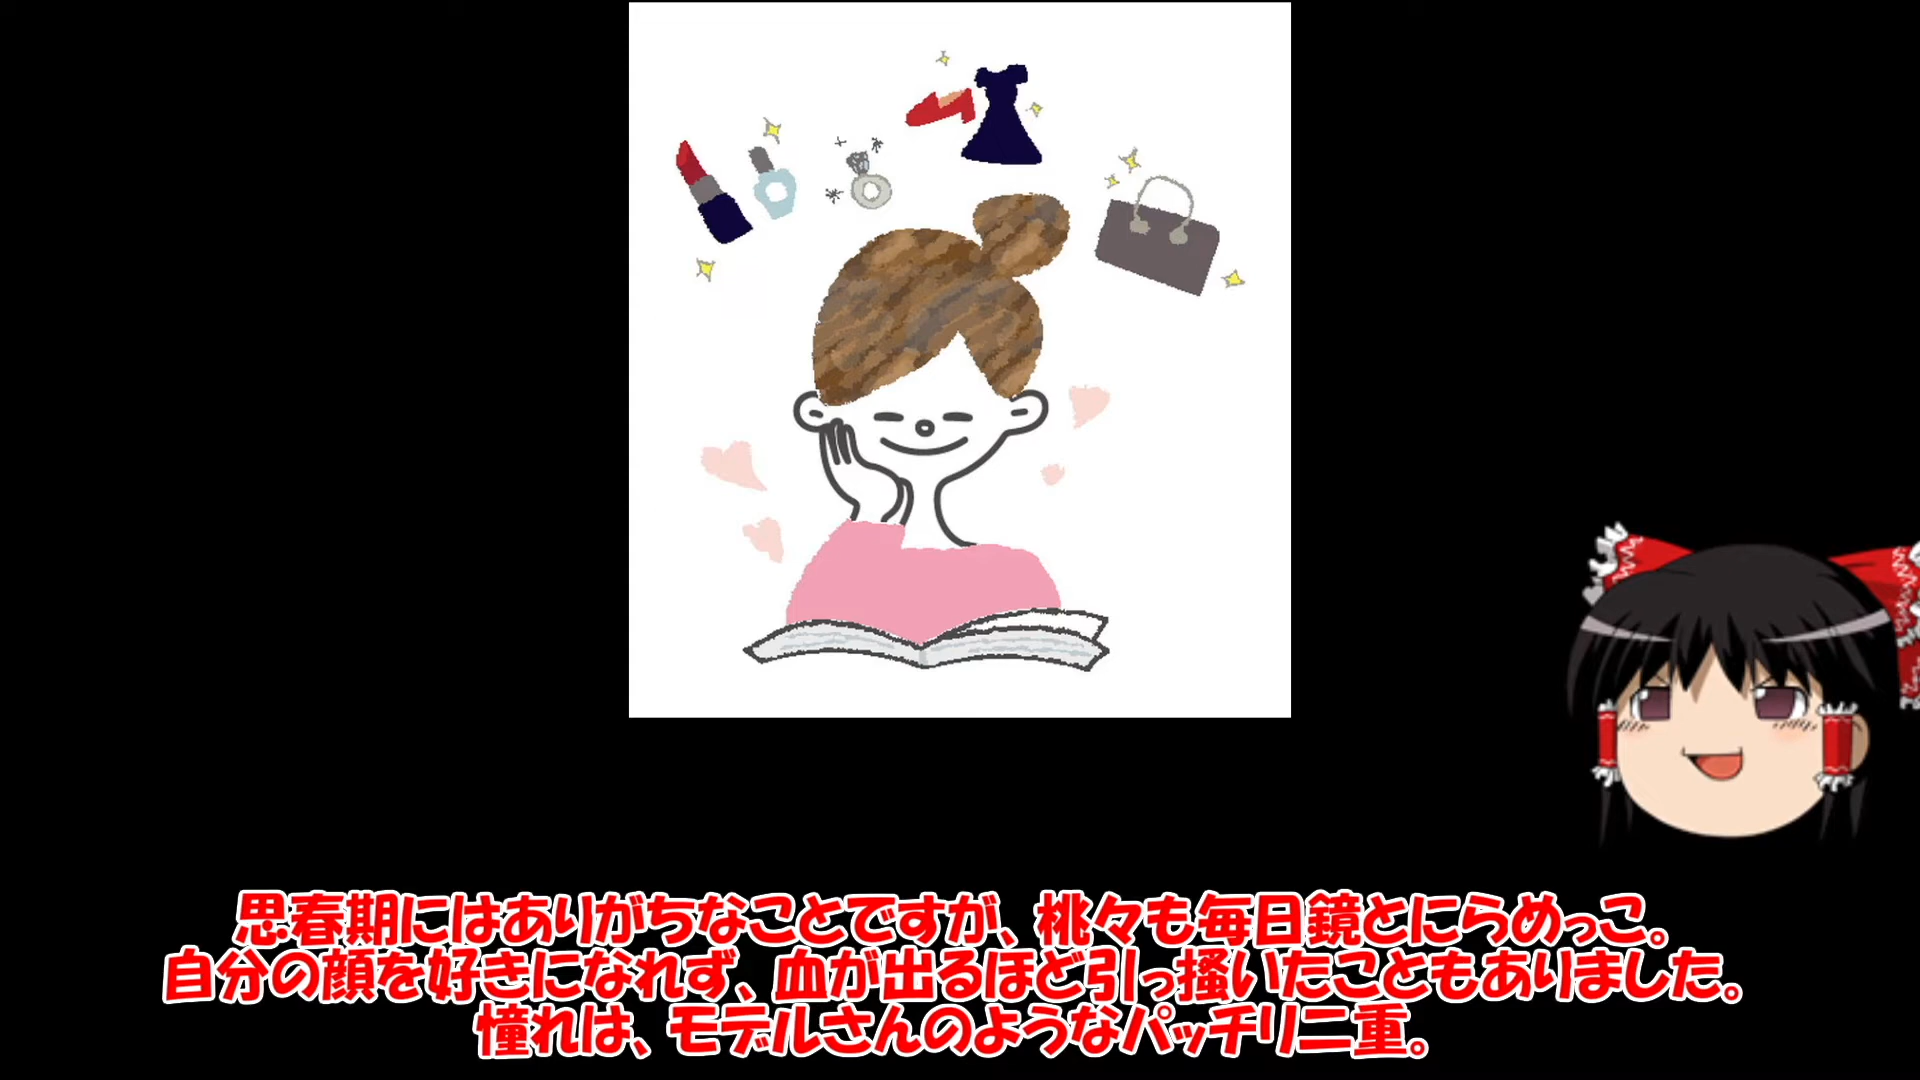 思春期にはありがちなことですが、桃々も毎日鏡とにらめっこ。
自分の顔を好きになれず、血が出るほど引っ掻いたこともありました。
憧れは、モデルさんのようなパッチリ二重。